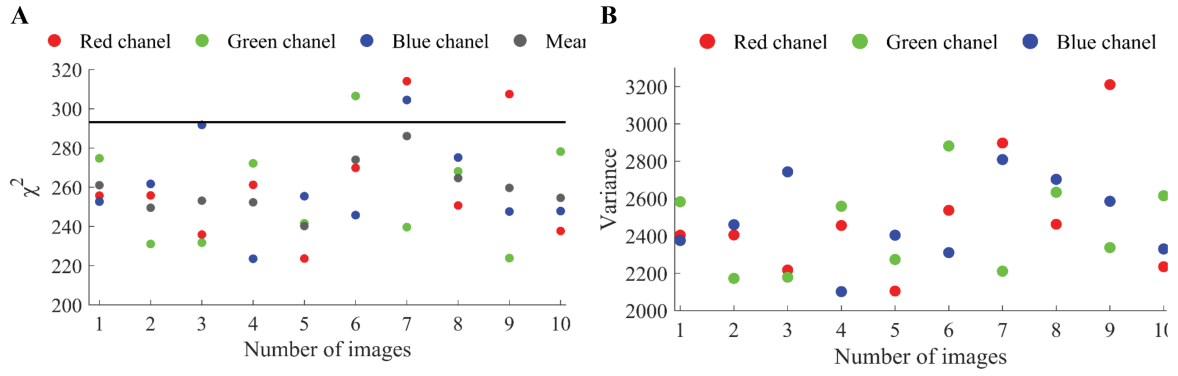 A
Red chanel Green chanel Blue chanel Mean
320
300
280
260
240
220
200
χ²
1 2 3 4 5 6 7 8 9 10
Number of images
B
Red chanel Green chanel Blue chanel
3200
3000
2800
2600
2400
2200
2000
Variance
1 2 3 4 5 6 7 8 9 10
Number of images